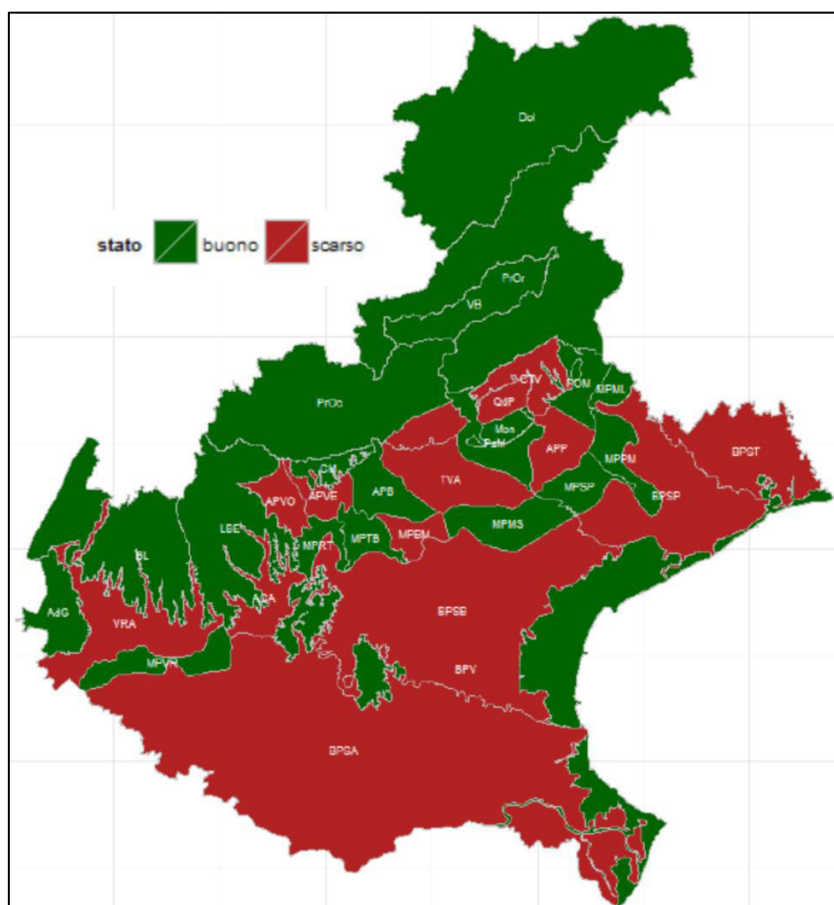 Dol
stato buono scarso
PrOr
VB
PrOc
POM
MPML
QdP
Mon
APP
BPGT
MPPM
TVA
APVO
APVE
APB
MPSP
BPSP
LBE
MPMS
MPRT
MPTB
MPBM
BL
AdG
VRA
ACA
BPSB
MPVR
BPV
BPGA